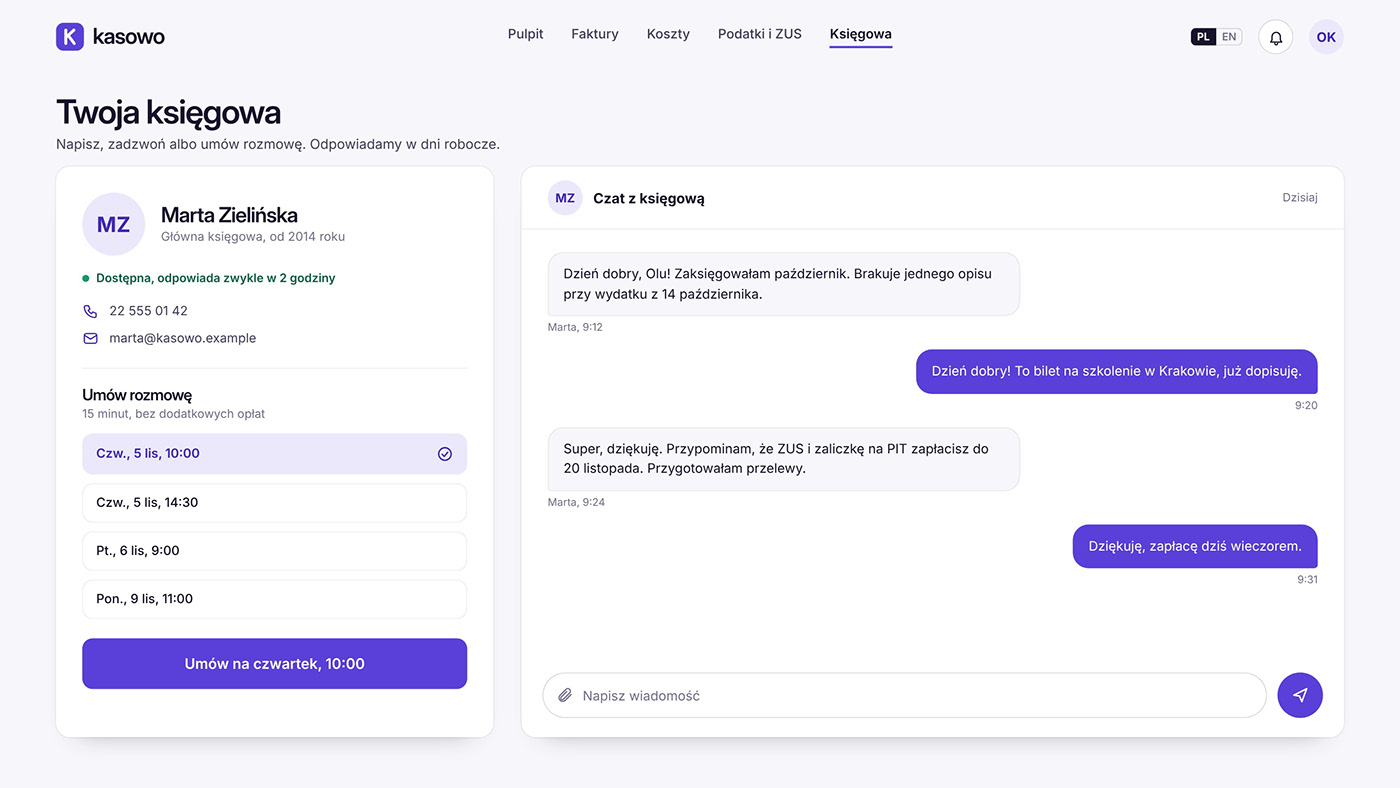 K kasowo
Pulpit
Faktury
Koszty
Podatki i ZUS
Księgowa
PL EN
OK
Twoja księgowa
Napisz, zadzwoń albo umów rozmowę. Odpowiadamy w dni robocze.
MZ
Marta Zielińska
Główna księgowa, od 2014 roku
Dostępna, odpowiada zwykle w 2 godziny
22 555 01 42
marta@kasowo.example
Umów rozmowę
15 minut, bez dodatkowych opłat
Czw., 5 lis, 10:00
Czw., 5 lis, 14:30
Pt., 6 lis, 9:00
Pon., 9 lis, 11:00
Umów na czwartek, 10:00
MZ
Czat z księgową
Dzisiaj
Dzień dobry, Olu! Zaksięgowałam październik. Brakuje jednego opisu
przy wydatku z 14 października.
Marta, 9:12
Dzień dobry! To bilet na szkolenie w Krakowie, już dopisuję.
9:20
Super, dziękuję. Przypominam, że ZUS i zaliczkę na PIT zapłacisz do
20 listopada. Przygotowałam przelewy.
Marta, 9:24
Dziękuję, zapłacę dziś wieczorem.
9:31
Napisz wiadomość